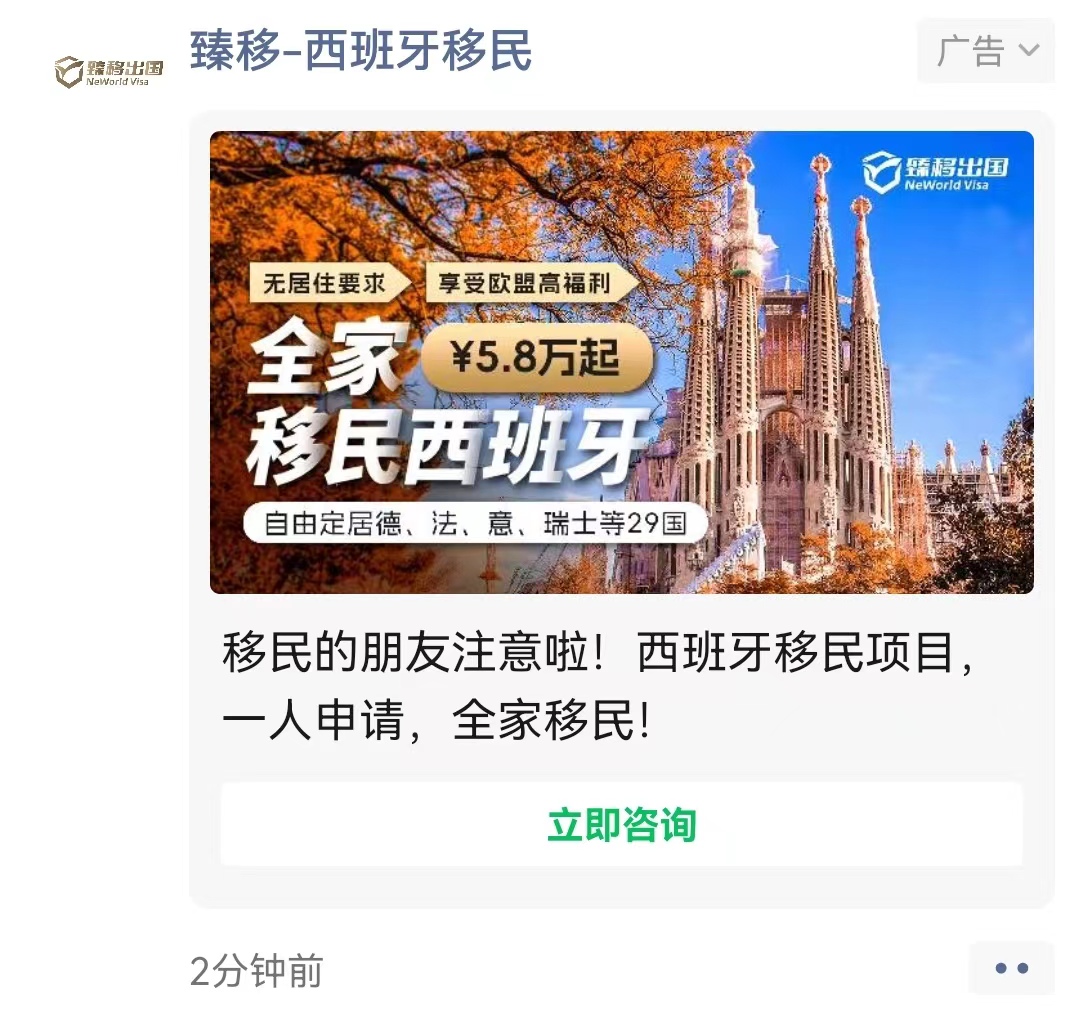 臻移出国
NeWorld Visa
臻移-西班牙移民
广告
臻移出国
NeWorld Visa
无居住要求
享受欧盟高福利
全家
¥5.8万起
移民西班牙
自由定居德、法、意、瑞士等29国
移民的朋友注意啦！西班牙移民项目，
一人申请，全家移民！
立即咨询
2分钟前